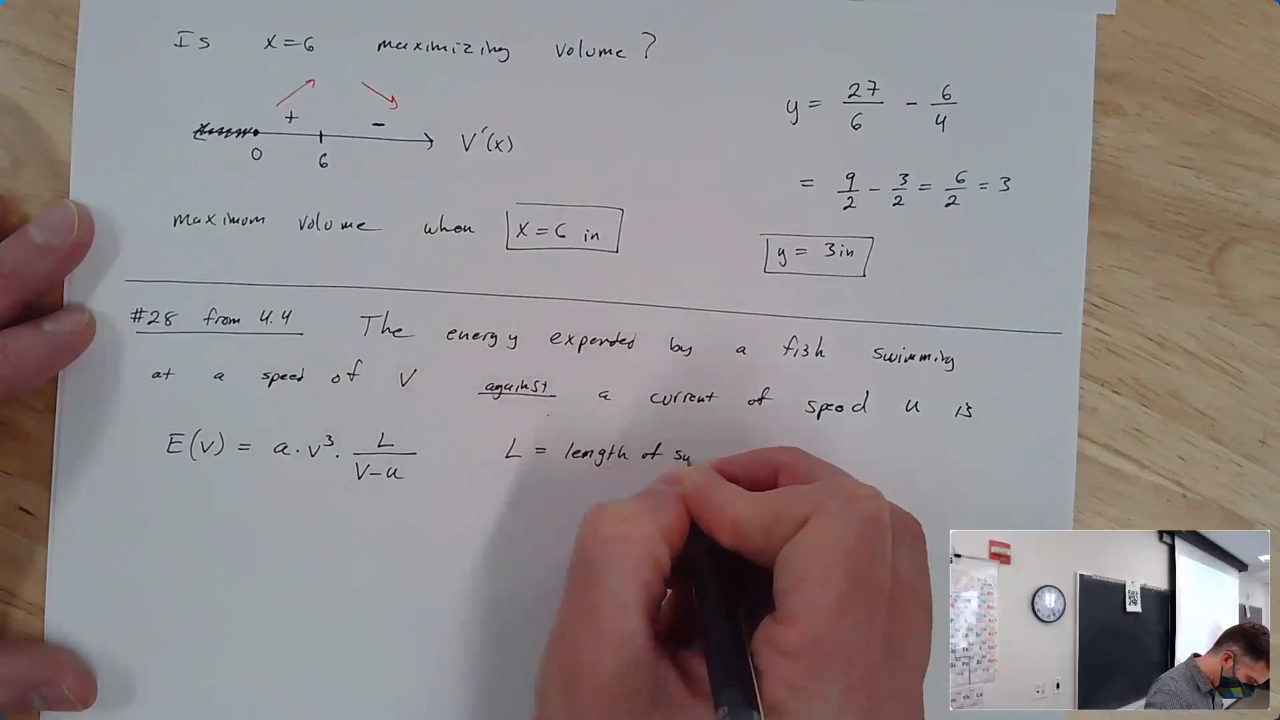 Is x=6 maximizing volume?
+ -
0 6 V'(x)
maximum volume when x=6 in
y = 27/6 - 6/4
= 9/2 - 3/2 = 6/2 = 3
y = 3in
#28 from 4.4 The energy expended by a fish swimming
at a speed of v against a current of speed u is
E(v) = a·v³· L/(v-u) L = length of sw